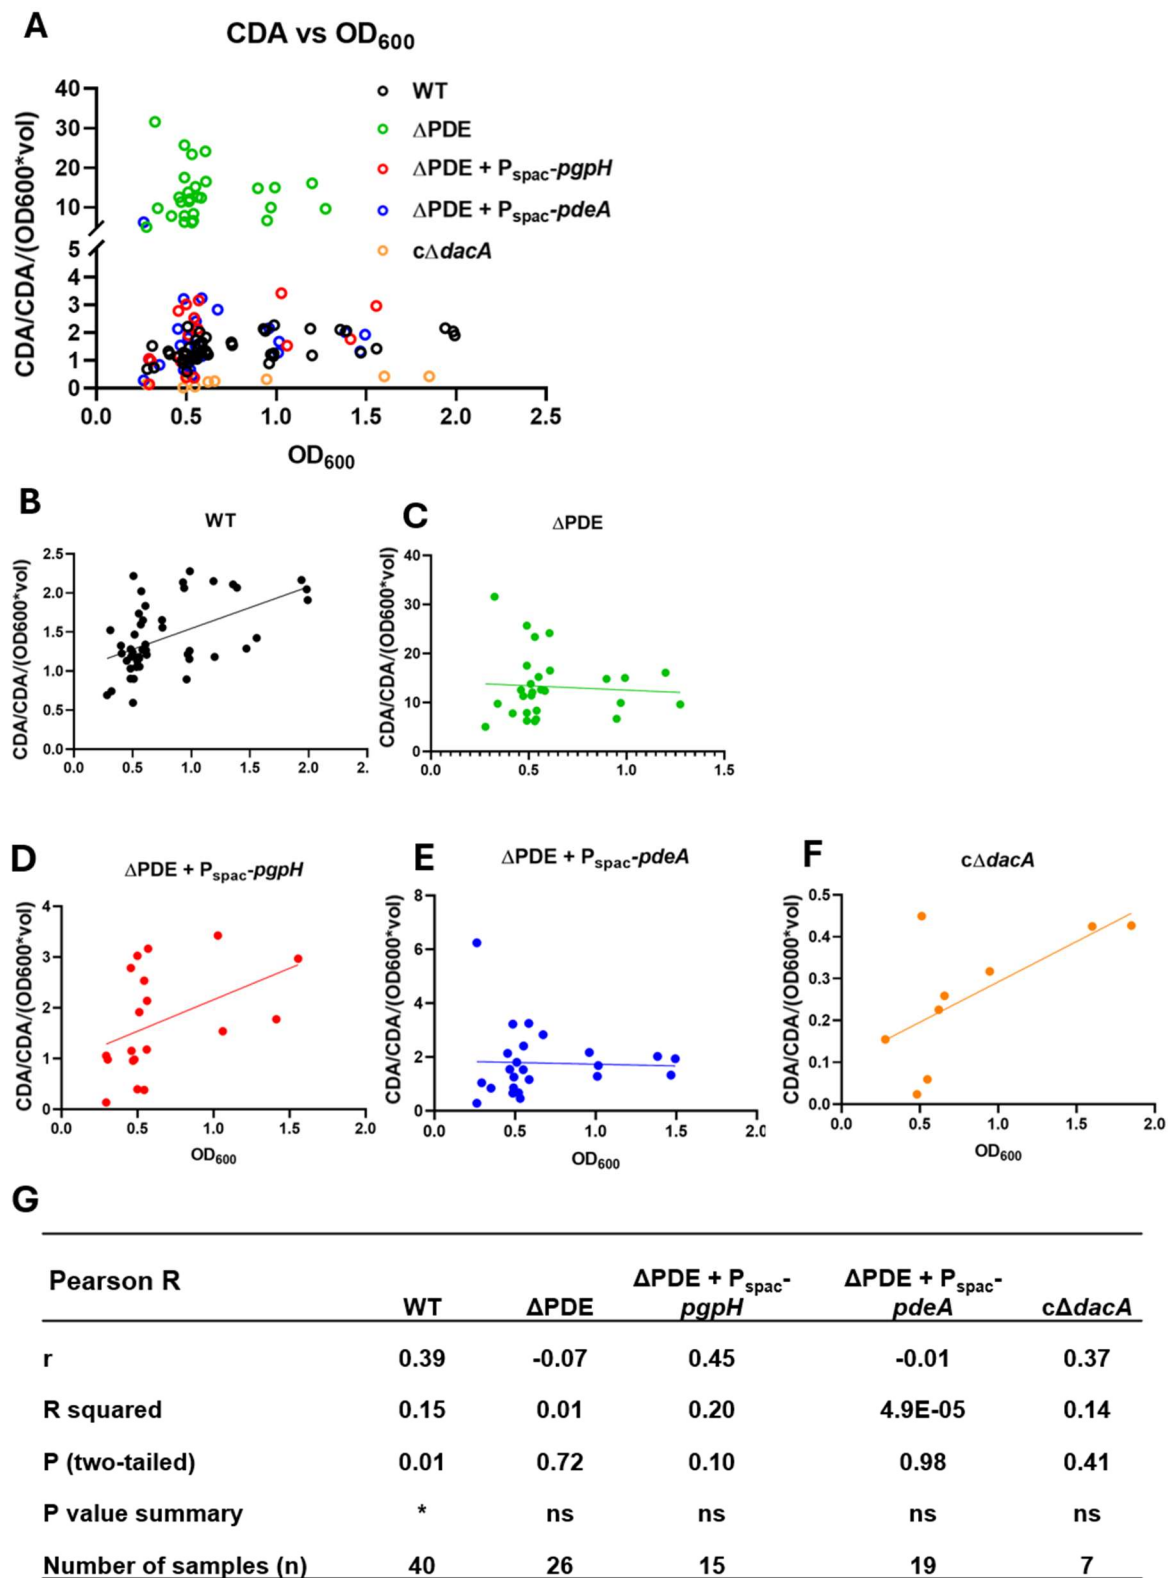 A
CDA vs OD600
CDA/CDA/(OD600*vol)
40
30
20
10
5
4
3
2
1
0
0.0 0.5 1.0 1.5 2.0 2.5
OD600
WT
ΔPDE
ΔPDE + Pspac-pgpH
ΔPDE + Pspac-pdeA
cΔdacA
B
WT
CDA/CDA/(OD600*vol)
2.5
2.0
1.5
1.0
0.5
0.0
0.0 0.5 1.0 1.5 2.0 2.
C
ΔPDE
CDA/CDA/(OD600*vol)
40
30
20
10
0
0.0 0.5 1.0 1.5
D
ΔPDE + Pspac-pgpH
CDA/CDA/(OD600*vol)
4
3
2
1
0
0.0 0.5 1.0 1.5 2.0
OD600
E
ΔPDE + Pspac-pdeA
CDA/CDA/(OD600*vol)
8
6
4
2
0
0.0 0.5 1.0 1.5 2.0
OD600
F
cΔdacA
CDA/CDA/(OD600*vol)
0.5
0.4
0.3
0.2
0.1
0.0
0.0 0.5 1.0 1.5 2.0
OD600
G
Pearson R WT ΔPDE ΔPDE + Pspac-pgpH ΔPDE + Pspac-pdeA cΔdacA
r 0.39 -0.07 0.45 -0.01 0.37
R squared 0.15 0.01 0.20 4.9E-05 0.14
P (two-tailed) 0.01 0.72 0.10 0.98 0.41
P value summary * ns ns ns ns
Number of samples (n) 40 26 15 19 7